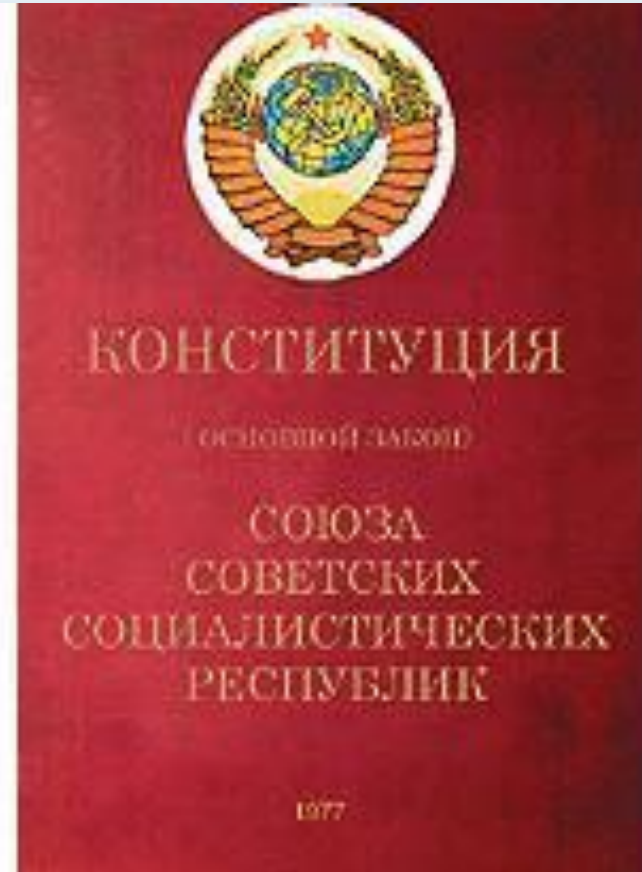 КОНСТИТУЦИЯ
(ОСНОВНОЙ ЗАКОН)
СОЮЗА
СОВЕТСКИХ
СОЦИАЛИСТИЧЕСКИХ
РЕСПУБЛИК
1977